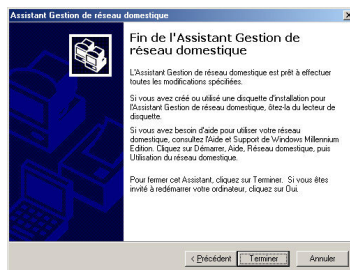 Assistant Gestion de réseau domestique
Fin de l'Assistant Gestion de
réseau domestique
L'Assistant Gestion de réseau domestique est prêt à effectuer
toutes les modifications spécifiées.
Si vous avez créé ou utilisé une disquette d'installation pour
l'Assistant Gestion de réseau domestique, ôtez-la du lecteur de
disquette.
Si vous avez besoin d'aide pour utiliser votre réseau
domestique, consultez l'Aide et Support de Windows Millennium
Edition. Cliquez sur Démarrer, Aide, Réseau domestique, puis
Utilisation du réseau domestique.
Pour fermer cet Assistant, cliquez sur Terminer. Si vous êtes
invité à redémarrer votre ordinateur, cliquez sur Oui.
< Précédent
Terminer
Annuler